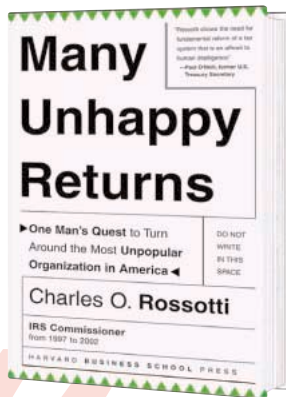 "Rossotti shows the need for
fundamental reform of a tax
system that is an affront to
human intelligence."
—Paul O'Neill, former U.S.
Treasury Secretary
Many
Unhappy
Returns
▶One Man's Quest to Turn
Around the Most Unpopular
Organization in America◀
DO NOT
WRITE
IN THIS
SPACE
Charles O. Rossotti
IRS Commissioner
from 1997 to 2002
HARVARD BUSINESS SCHOOL PRESS